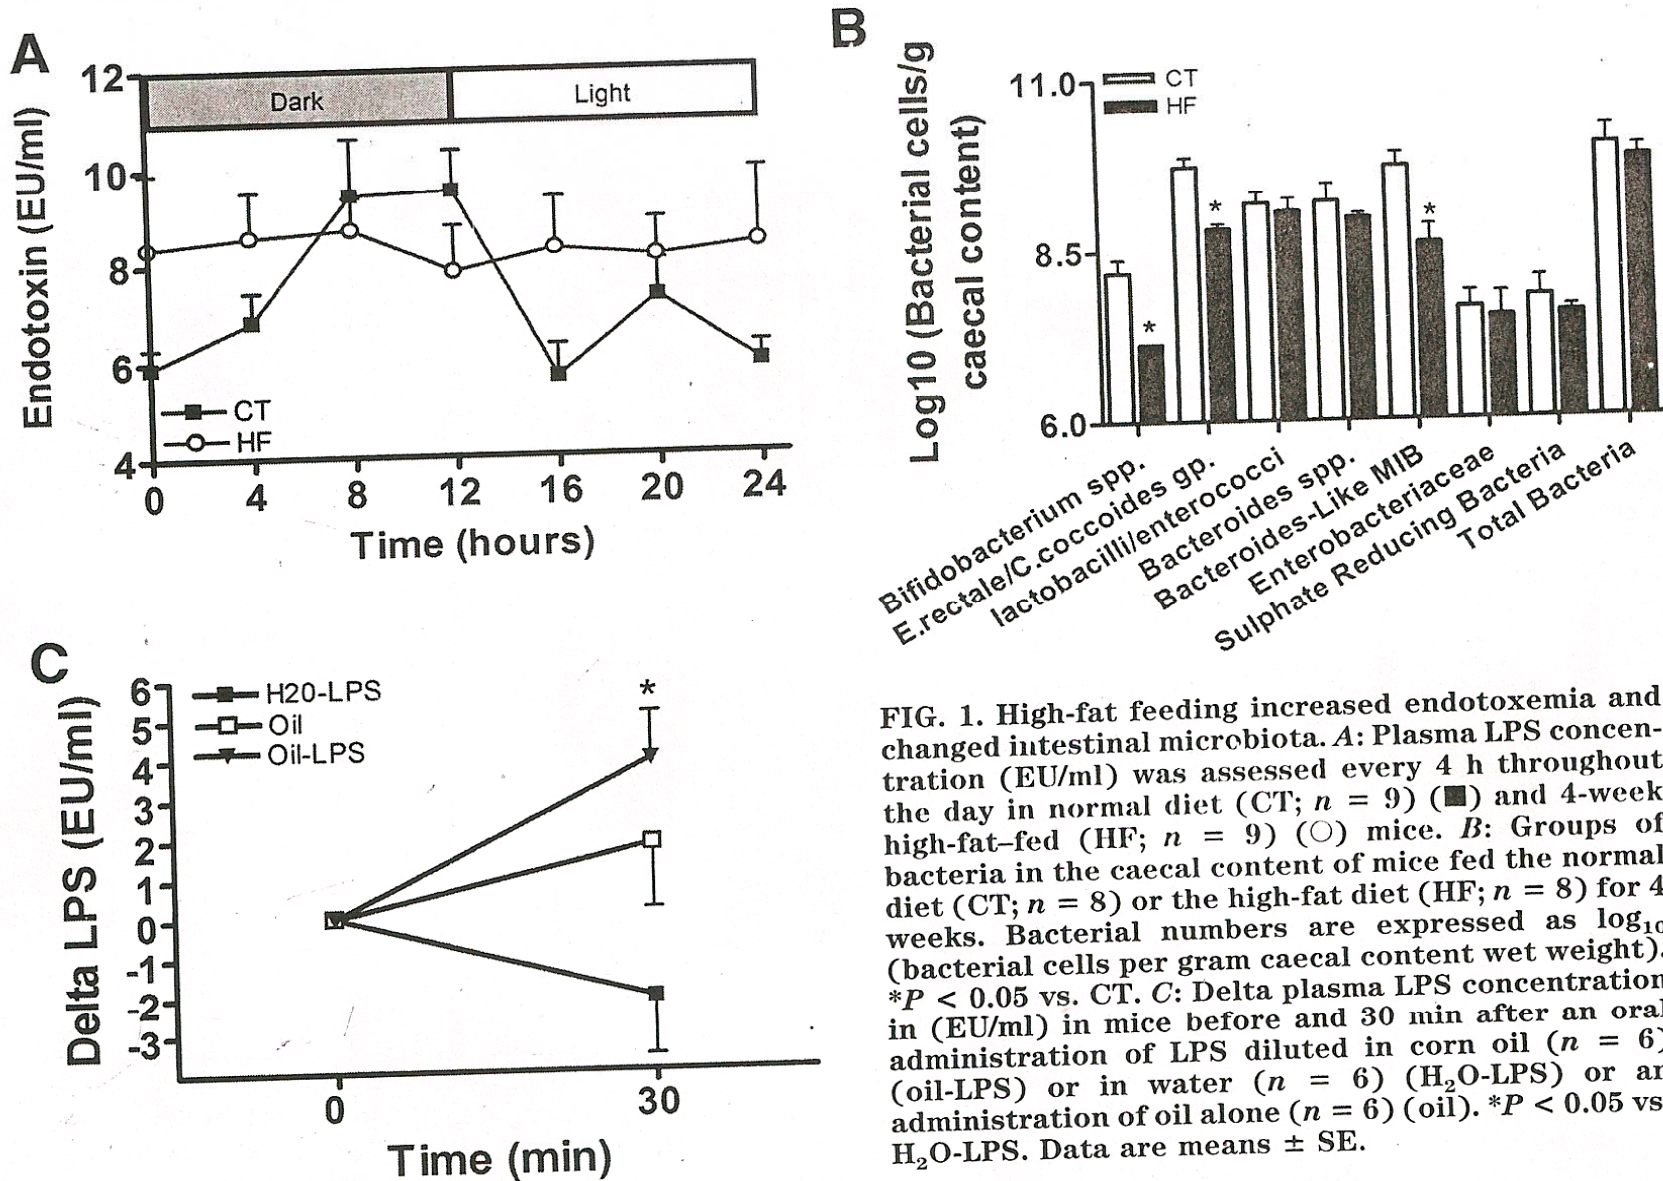 A
Endotoxin (EU/ml)
12
10
8
6
4
Dark
Light
CT
HF
0 4 8 12 16 20 24
Time (hours)
B
Log10 (Bacterial cells/g
caecal content)
11.0
8.5
6.0
CT
HF
*
*
*
Bifidobacterium spp.
E.rectale/C.coccoides gp.
lactobacilli/enterococci
Bacteroides spp.
Bacteroides-Like MIB
Enterobacteriaceae
Sulphate Reducing Bacteria
Total Bacteria
C
Delta LPS (EU/ml)
6
5
4
3
2
1
0
-1
-2
-3
H20-LPS
Oil
Oil-LPS
*
0 30
Time (min)
FIG. 1. High-fat feeding increased endotoxemia and
changed intestinal microbiota. A: Plasma LPS concen-
tration (EU/ml) was assessed every 4 h throughout
the day in normal diet (CT; n = 9) (■) and 4-week
high-fat–fed (HF; n = 9) (○) mice. B: Groups of
bacteria in the caecal content of mice fed the normal
diet (CT; n = 8) or the high-fat diet (HF; n = 8) for 4
weeks. Bacterial numbers are expressed as log₁₀
(bacterial cells per gram caecal content wet weight).
*P < 0.05 vs. CT. C: Delta plasma LPS concentration
in (EU/ml) in mice before and 30 min after an oral
administration of LPS diluted in corn oil (n = 6)
(oil-LPS) or in water (n = 6) (H₂O-LPS) or an
administration of oil alone (n = 6) (oil). *P < 0.05 vs
H₂O-LPS. Data are means ± SE.